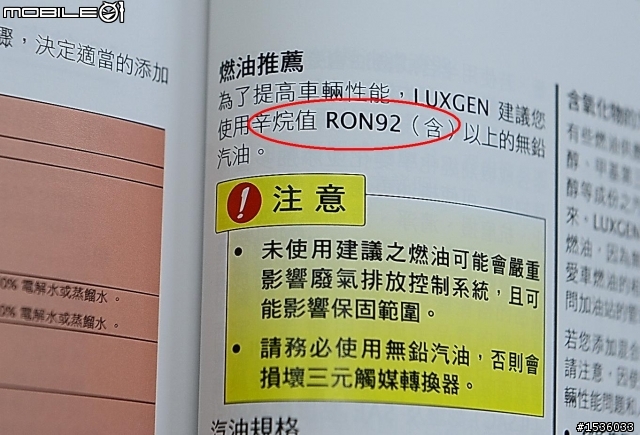 MOBILE01
驟，決定適當的添加
00% 電解水或蒸餾水。
00% 電解水或蒸餾水。
燃油推薦
為了提高車輛性能，LUXGEN 建議您
使用辛烷值 RON92（含）以上的無鉛
汽油。
注意
• 未使用建議之燃油可能會嚴重
影響廢氣排放控制系統，且可
能影響保固範圍。
• 請務必使用無鉛汽油，否則會
損壞三元觸媒轉換器。
汽油規格
含氧化物的
有些燃油供
醇、甲基
醇等成份之
來，LUXGEN
燃油，因為
愛車燃油的
問加油站的
若您添加混
請注意，因
輛性能問題和
#1536033